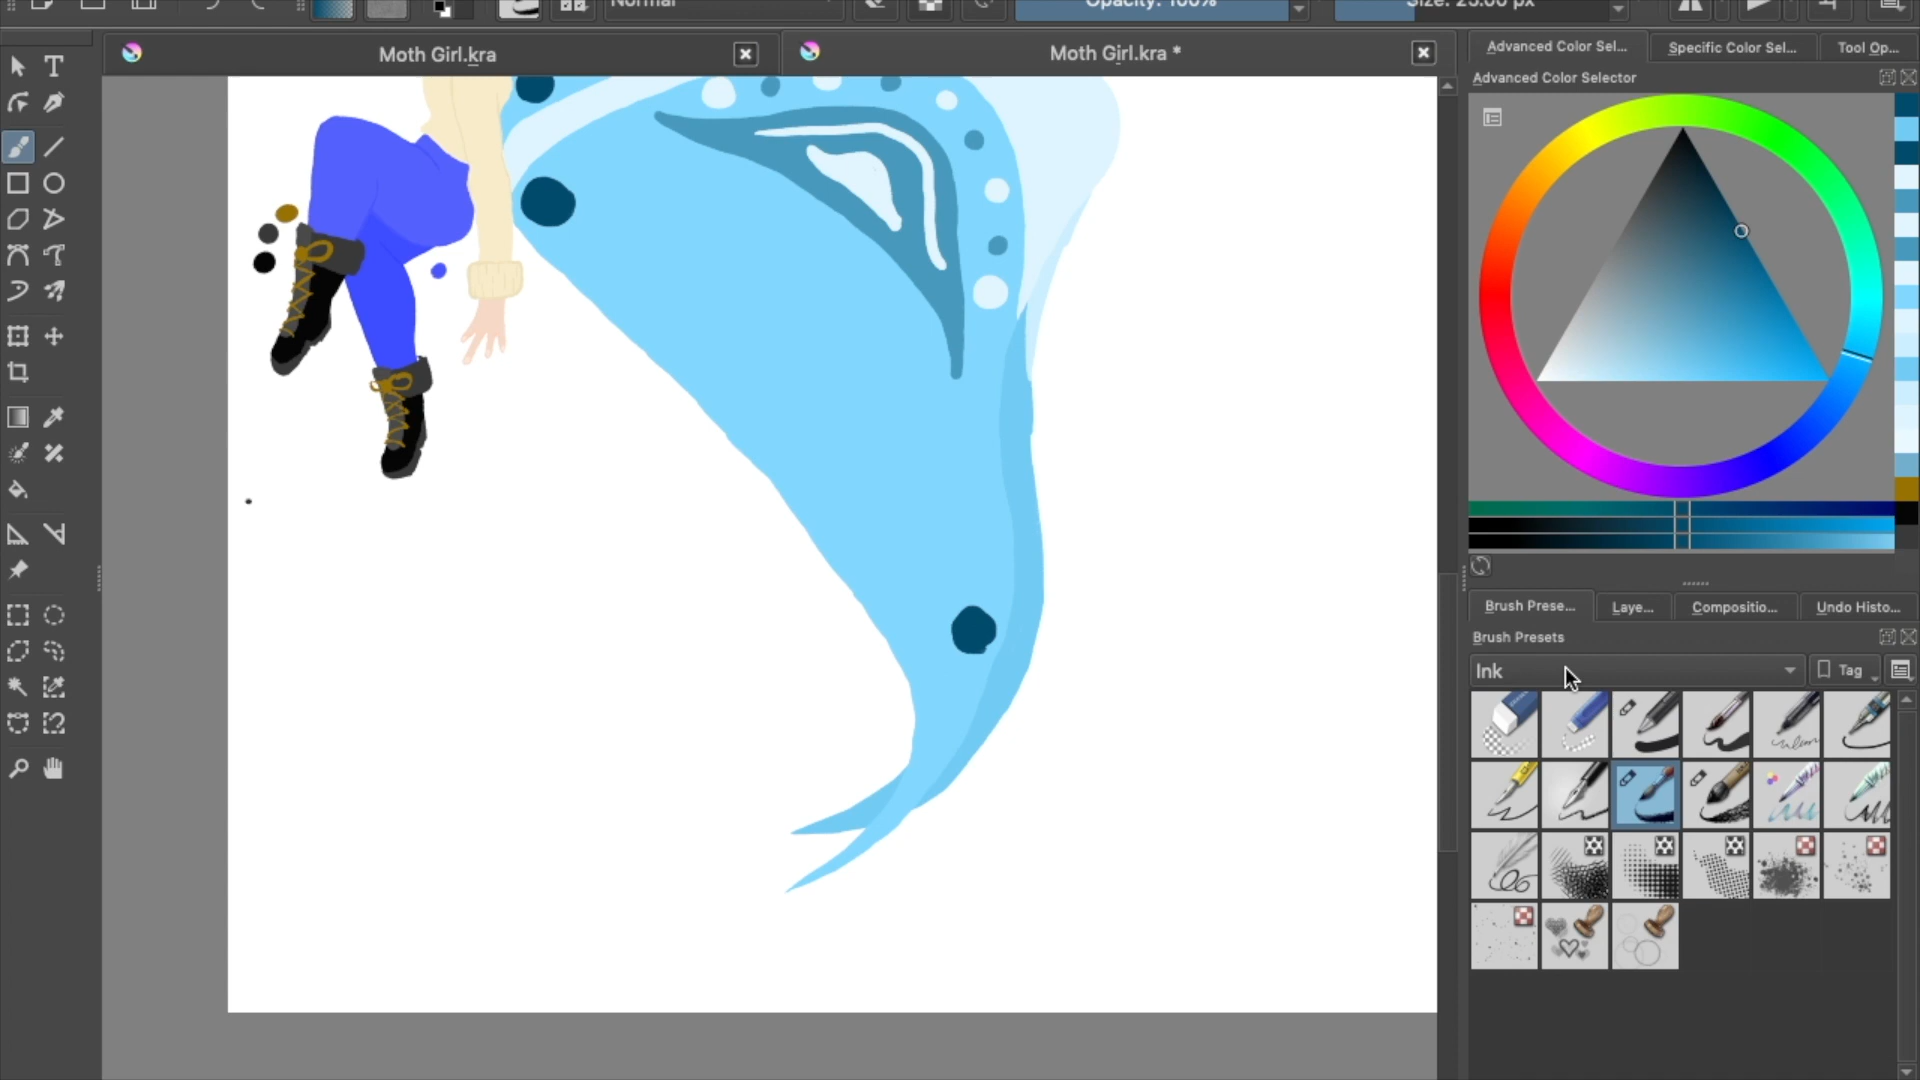 Normal
Opacity: 100%
Size: 25.00 px
Moth Girl.kra
Moth Girl.kra *
Advanced Color Sel...
Specific Color Sel...
Tool Op...
Advanced Color Selector
Brush Prese...
Laye...
Compositio...
Undo Histo...
Brush Presets
Ink
Tag